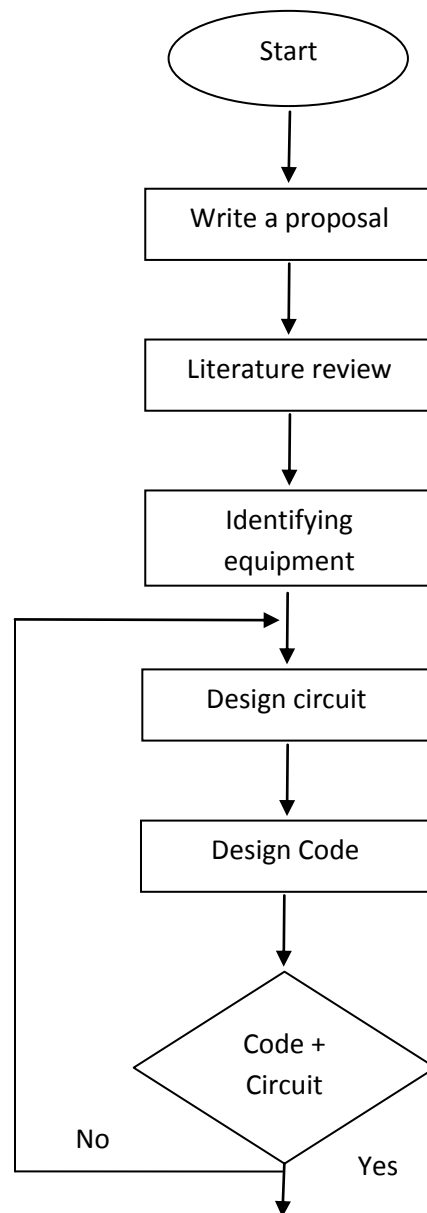 Start
Write a proposal
Literature review
Identifying
equipment
Design circuit
Design Code
Code +
Circuit
No
Yes